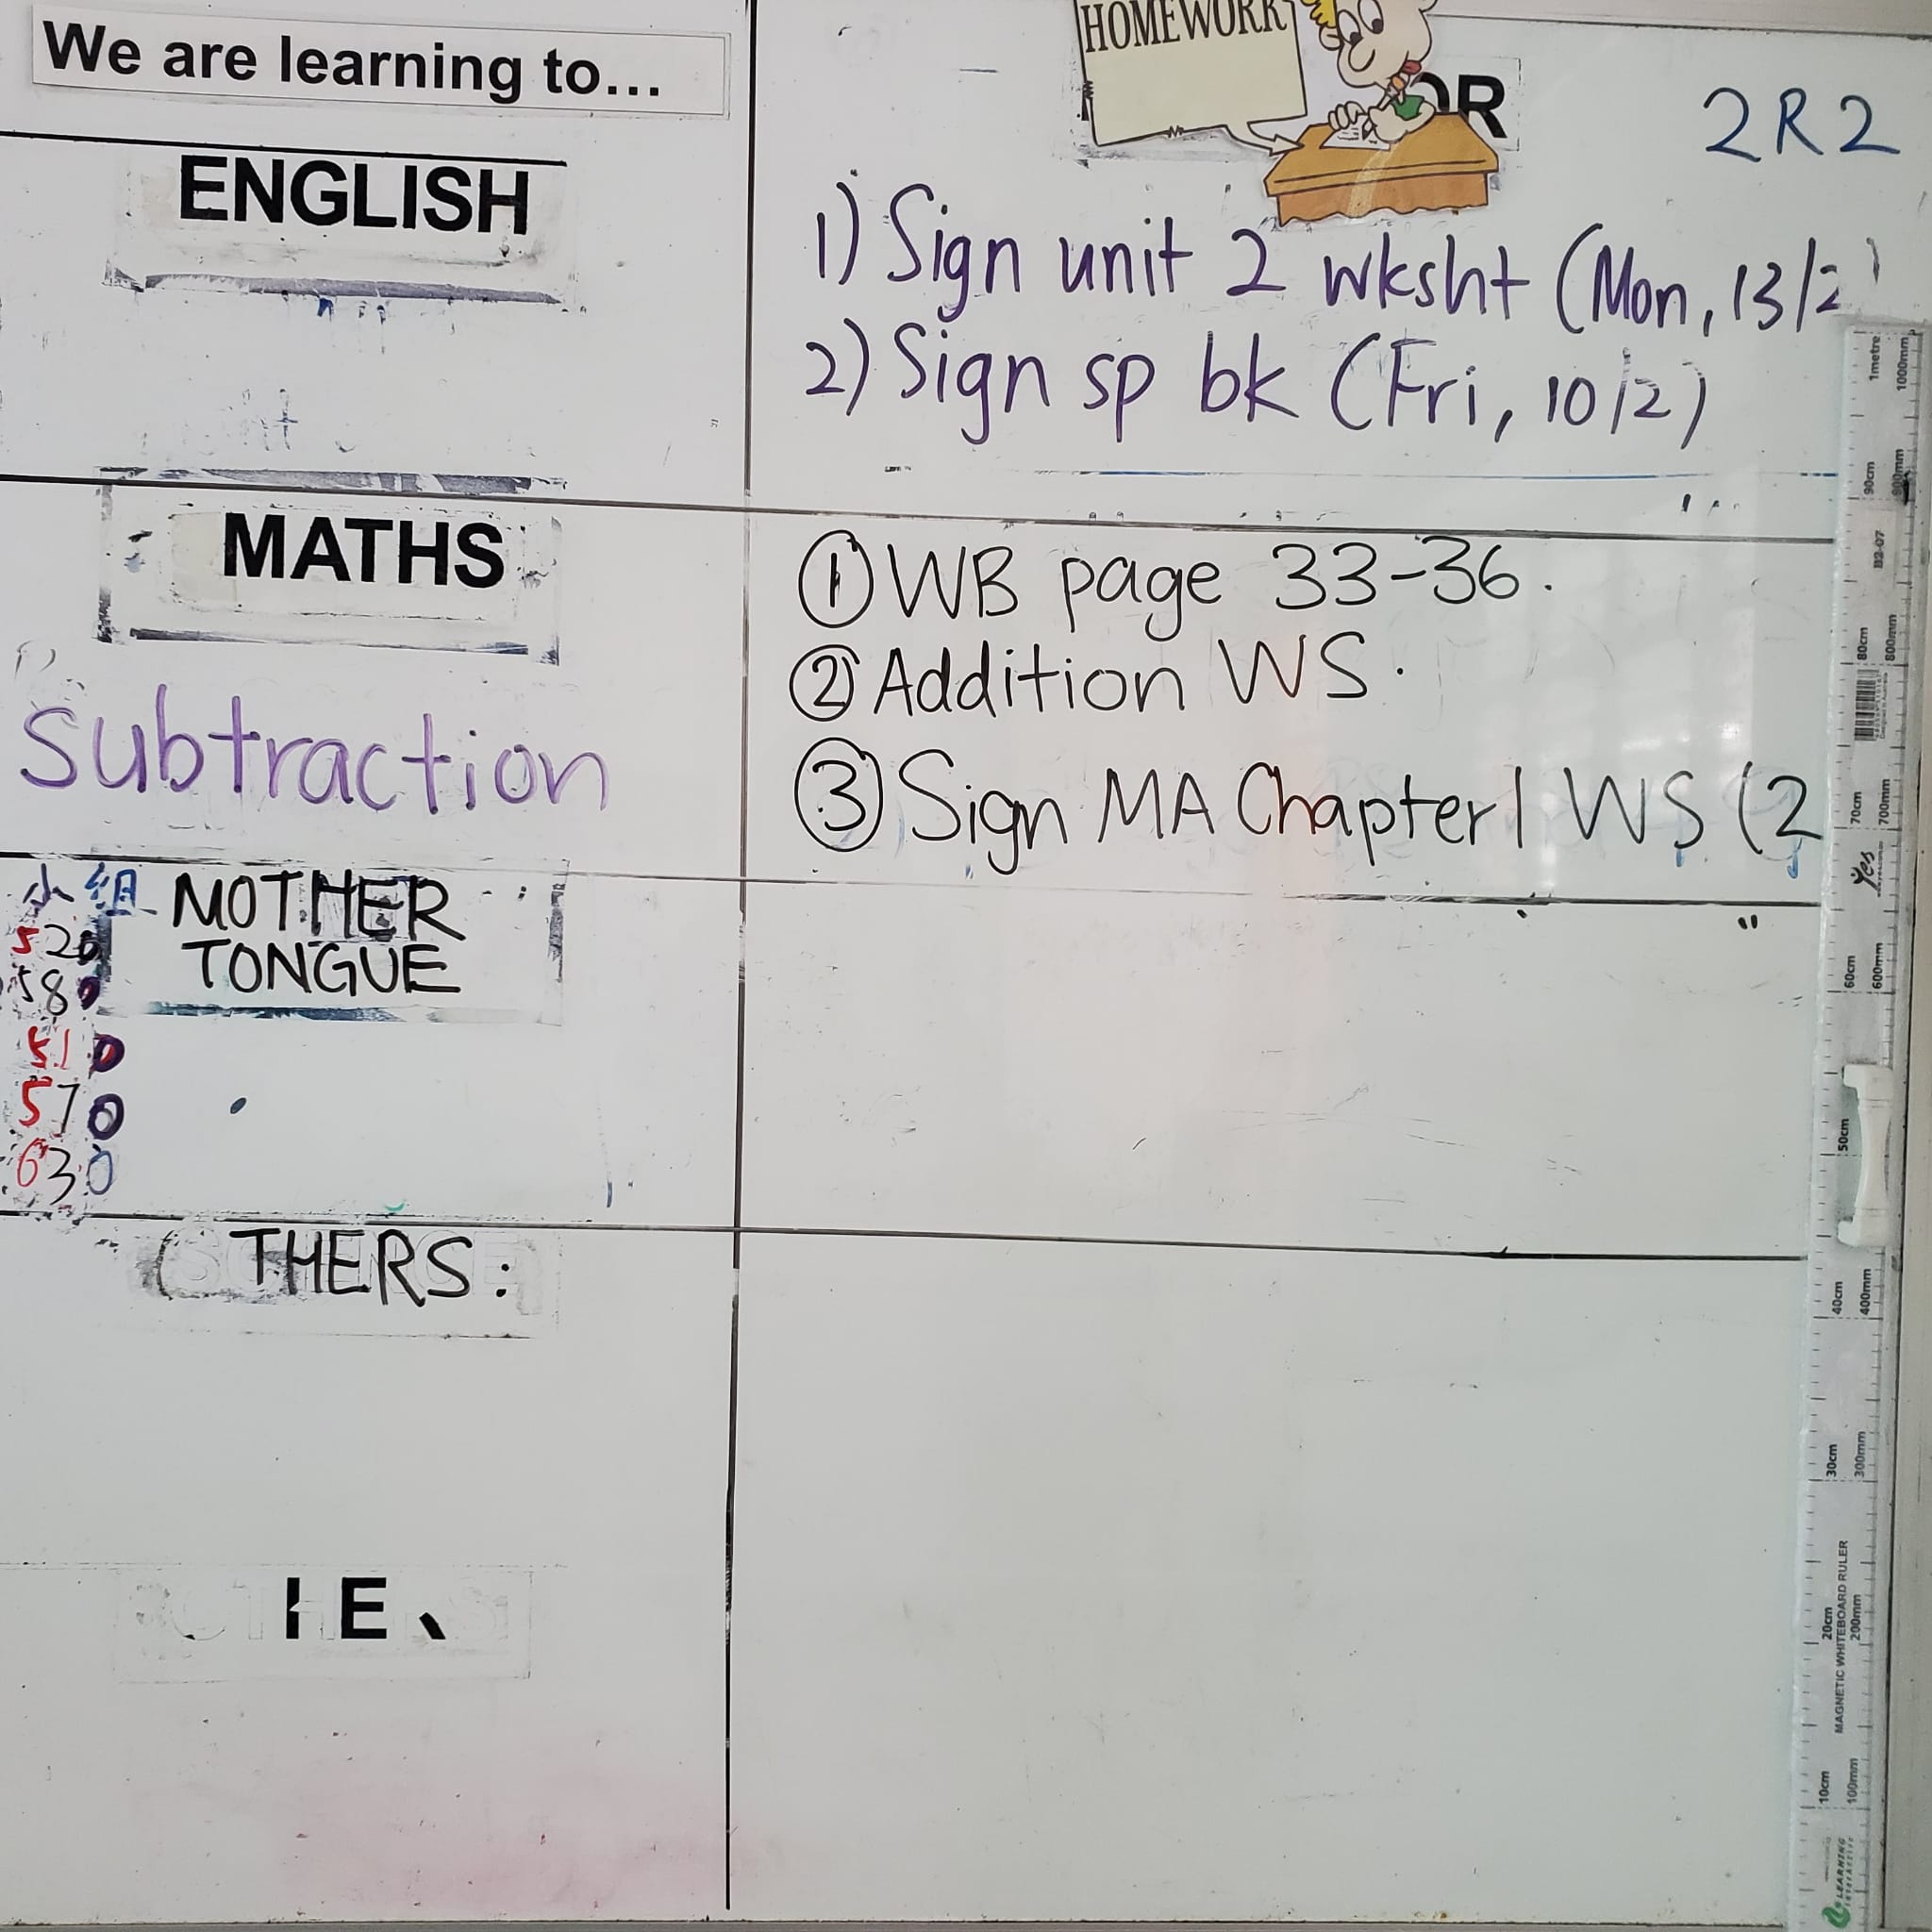 We are learning to...
HOMEWORK
OR
2R2
ENGLISH
1) Sign unit 2 wksht (Mon, 13/2
2) Sign sp bk (Fri, 10/2)
MATHS
subtraction
① WB page 33-36.
② Addition WS.
③ Sign MA Chapter 1 WS (2
小组
MOTHER
TONGUE
520
580
510
570
630
THERS:
1metre 1000mm
90cm 900mm
80cm 800mm
70cm 700mm
Yes
60cm 600mm
50cm
40cm 400mm
30cm 300mm
20cm 200mm
MAGNETIC WHITEBOARD RULER
10cm 100mm
LEARNING